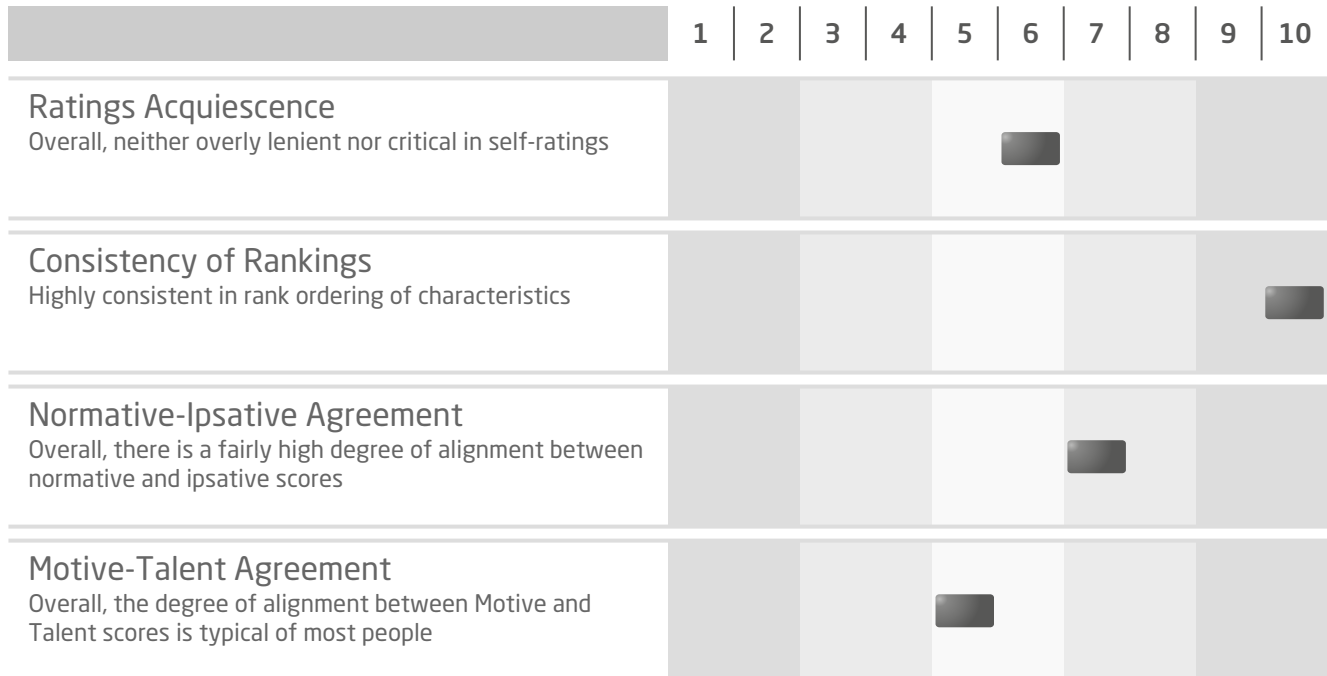 1 2 3 4 5 6 7 8 9 10
Ratings Acquiescence
Overall, neither overly lenient nor critical in self-ratings
Consistency of Rankings
Highly consistent in rank ordering of characteristics
Normative-Ipsative Agreement
Overall, there is a fairly high degree of alignment between
normative and ipsative scores
Motive-Talent Agreement
Overall, the degree of alignment between Motive and
Talent scores is typical of most people